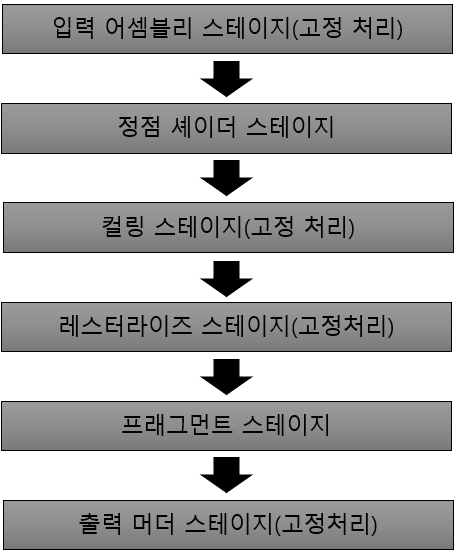 입력 어셈블리 스테이지(고정 처리)
정점 셰이더 스테이지
컬링 스테이지(고정 처리)
레스터라이즈 스테이지(고정처리)
프래그먼트 스테이지
출력 머더 스테이지(고정처리)